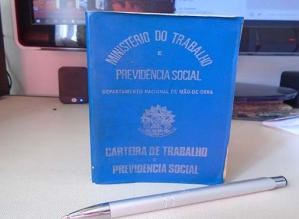 MINISTÉRIO DO TRABALHO
E
PREVIDÊNCIA SOCIAL
DEPARTAMENTO NACIONAL DE MÃO-DE-OBRA
CARTEIRA DE TRABALHO
E
PREVIDÊNCIA SOCIAL